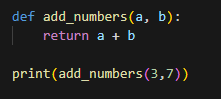 def add_numbers(a, b):
    return a + b

print(add_numbers(3,7))